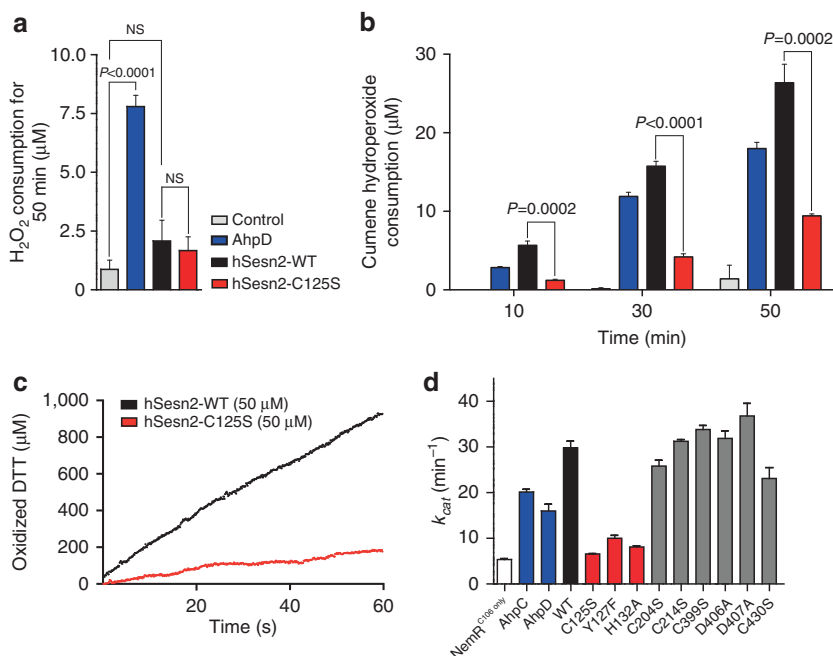 a
NS
P<0.0001
NS
10.0
7.5
5.0
2.5
0
H2O2 consumption for
50 min (μM)
Control
AhpD
hSesn2-WT
hSesn2-C125S
b
P=0.0002
P<0.0001
P=0.0002
30
20
10
0
Cumene hydroperoxide
consumption (μM)
10 30 50
Time (min)
c
1,000
800
600
400
200
0
Oxidized DTT (μM)
hSesn2-WT (50 μM)
hSesn2-C125S (50 μM)
20 40 60
Time (s)
d
40
30
20
10
0
kcat (min−1)
NemRC106 only
AhpC
AhpD
WT
C125S
Y127F
H132A
C204S
C214S
C399S
D406A
D407A
C430S